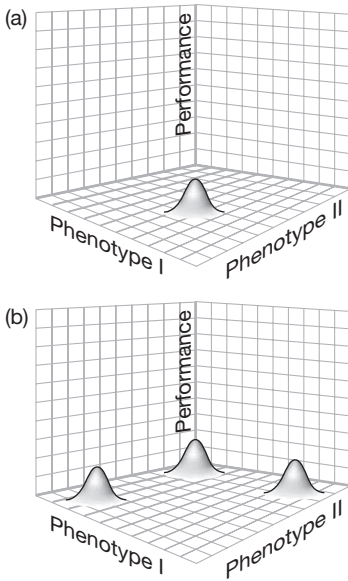 (a)
Performance
Phenotype I
Phenotype II
(b)
Performance
Phenotype I
Phenotype II